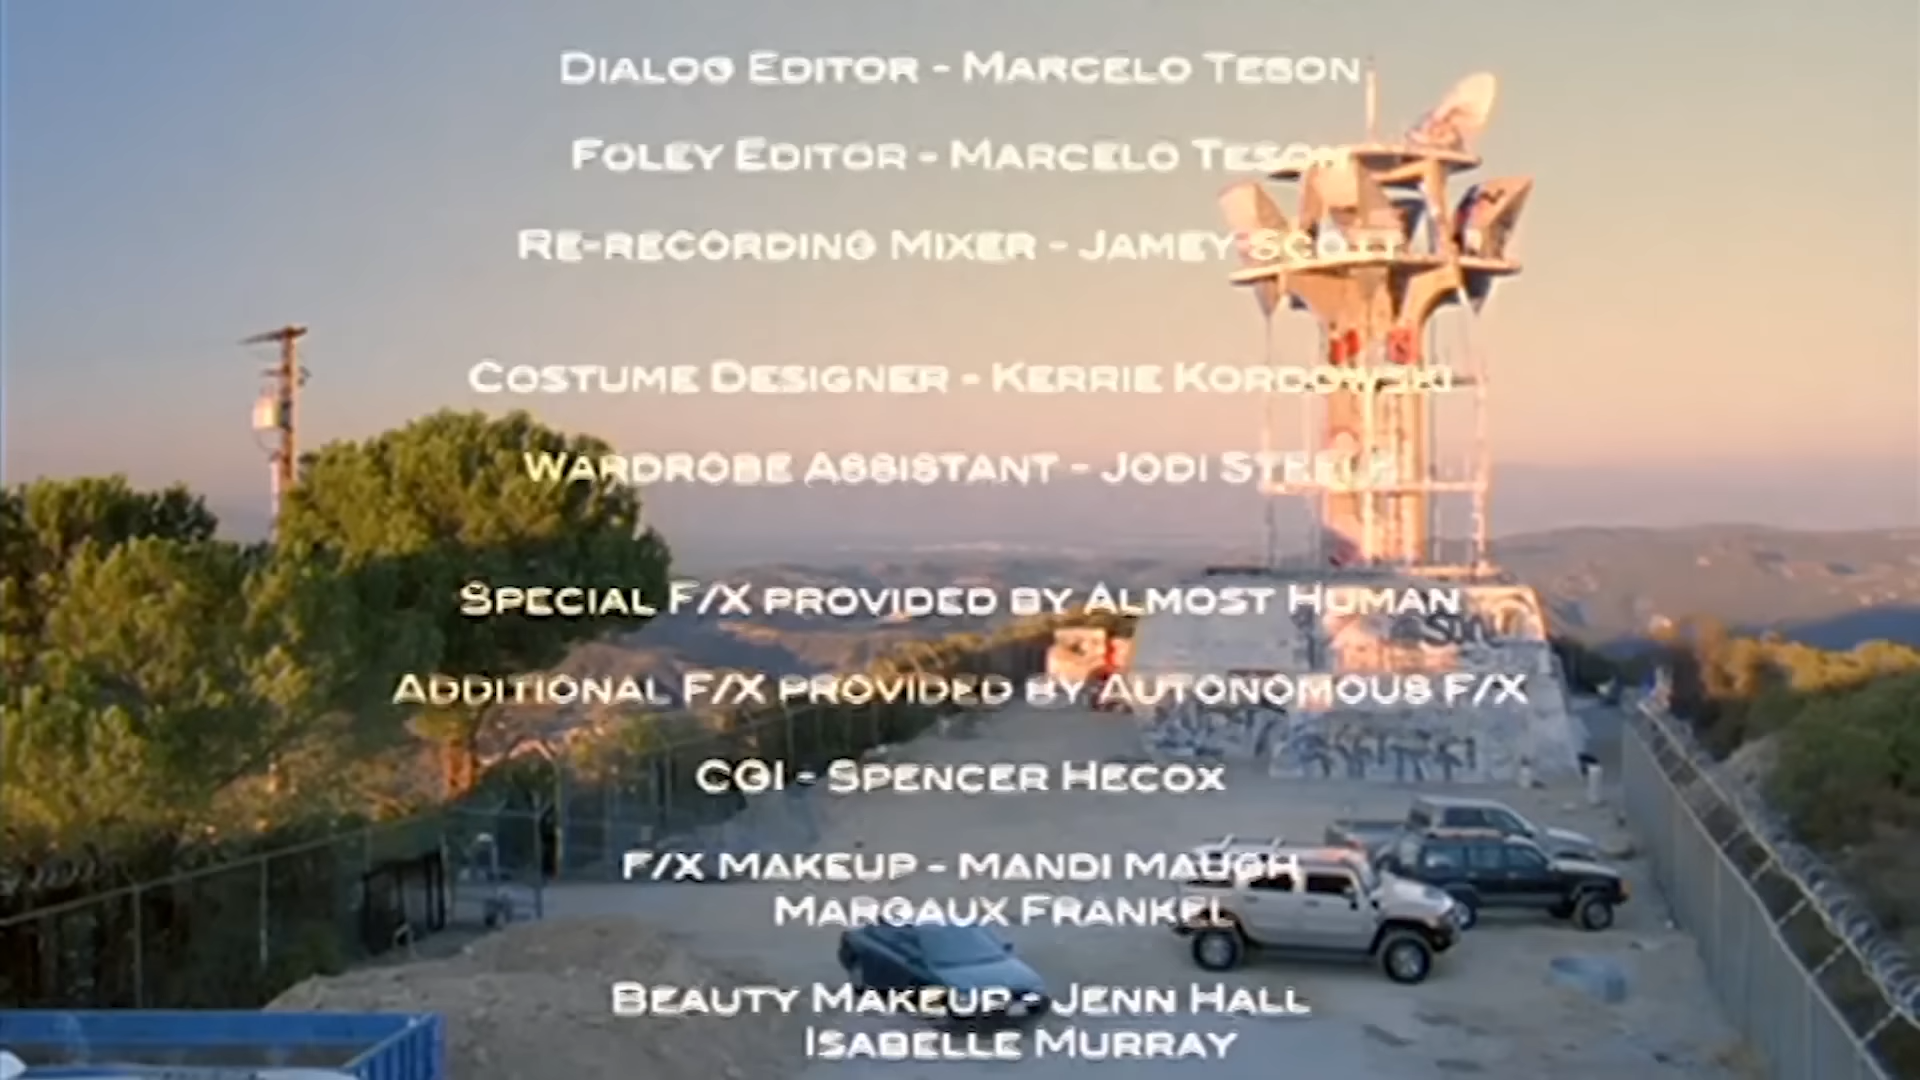 Dialog Editor - Marcelo Teson
Foley Editor - Marcelo Teson
Re-recording Mixer - Jamey Scott
Costume Designer - Kerrie Kordowski
Wardrobe Assistant - Jodi Steele
Special F/X provided by Almost Human
Additional F/X provided by Autonomous F/X
CGI - Spencer Hecox
F/X Makeup - Mandi Maugh
Margaux Frankel
Beauty Makeup - Jenn Hall
Isabelle Murray